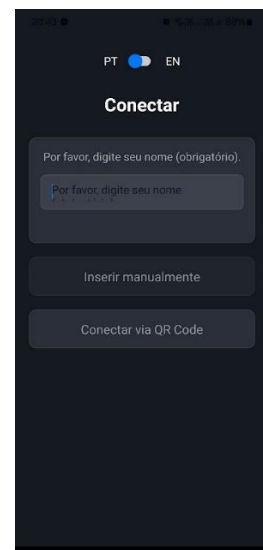 PT EN
Conectar
Por favor, digite seu nome (obrigatório).
Por favor, digite seu nome
Inserir manualmente
Conectar via QR Code